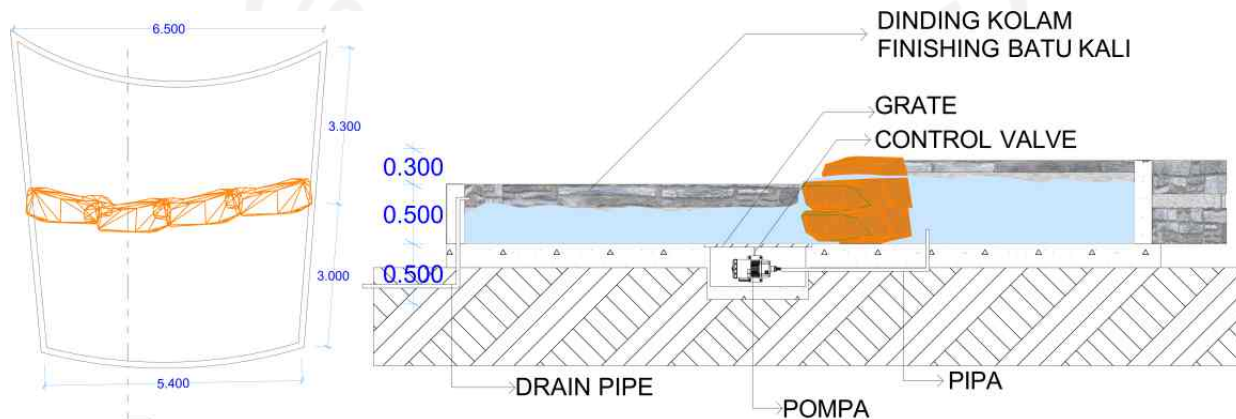 6.500
3.300
3.000
5.400
DINDING KOLAM
FINISHING BATU KALI
GRATE
CONTROL VALVE
0.300
0.500
0.500
DRAIN PIPE
PIPA
POMPA